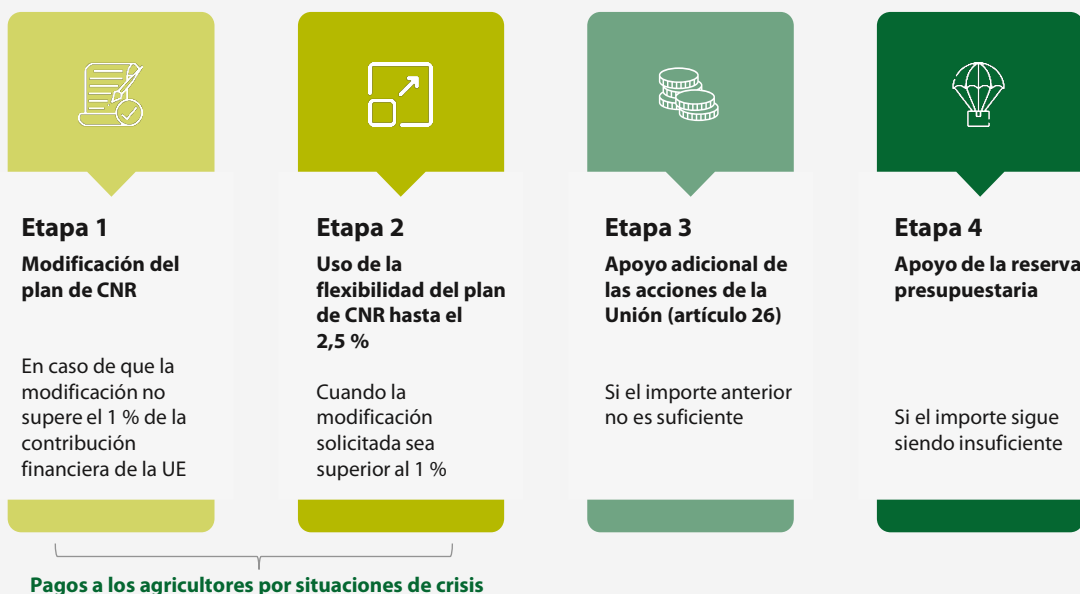 Etapa 1
Modificación del
plan de CNR
En caso de que la
modificación no
supere el 1 % de la
contribución
financiera de la UE
Etapa 2
Uso de la
flexibilidad del plan
de CNR hasta el
2,5 %
Cuando la
modificación
solicitada sea
superior al 1 %
Etapa 3
Apoyo adicional de
las acciones de la
Unión (artículo 26)
Si el importe anterior
no es suficiente
Etapa 4
Apoyo de la reserva
presupuestaria
Si el importe sigue
siendo insuficiente
Pagos a los agricultores por situaciones de crisis